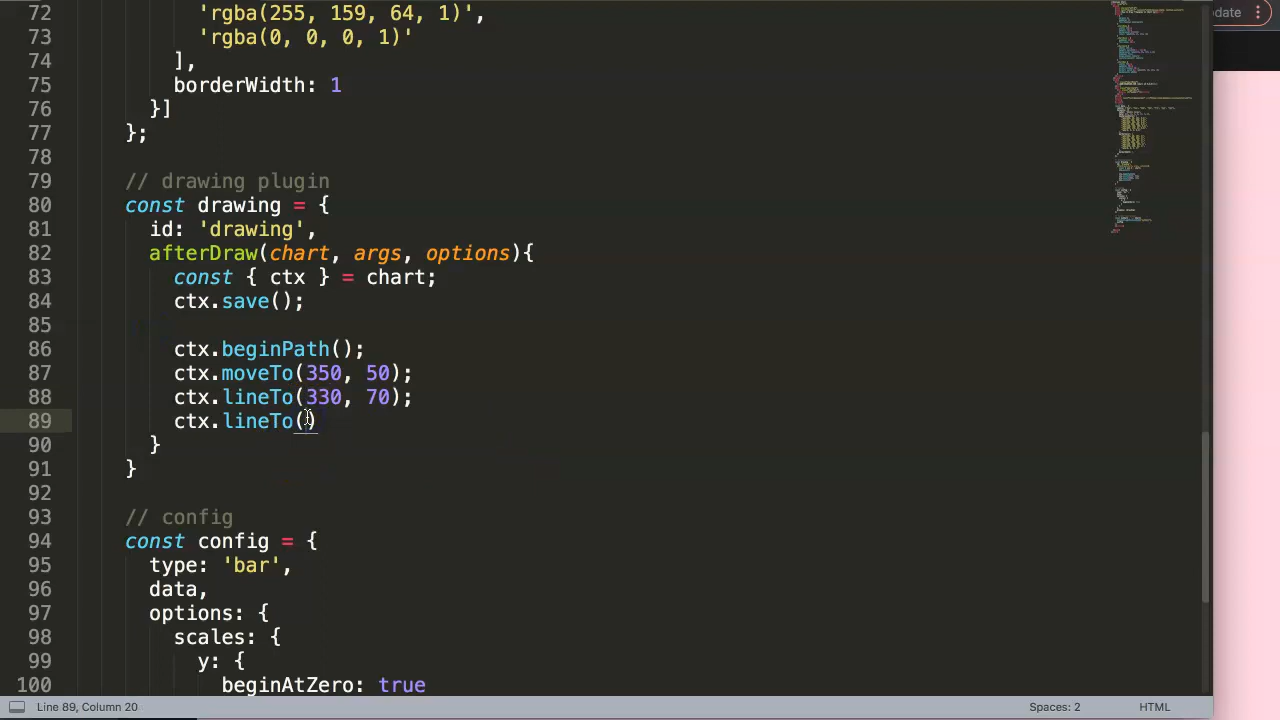 72 'rgba(255, 159, 64, 1)',
73 'rgba(0, 0, 0, 1)'
74 ],
75 borderWidth: 1
76 }]
77 };
78
79 // drawing plugin
80 const drawing = {
81 id: 'drawing',
82 afterDraw(chart, args, options){
83 const { ctx } = chart;
84 ctx.save();
85
86 ctx.beginPath();
87 ctx.moveTo(350, 50);
88 ctx.lineTo(330, 70);
89 ctx.lineTo()
90 }
91 }
92
93 // config
94 const config = {
95 type: 'bar',
96 data,
97 options: {
98 scales: {
99 y: {
100 beginAtZero: true
Line 89, Column 20
Spaces: 2
HTML